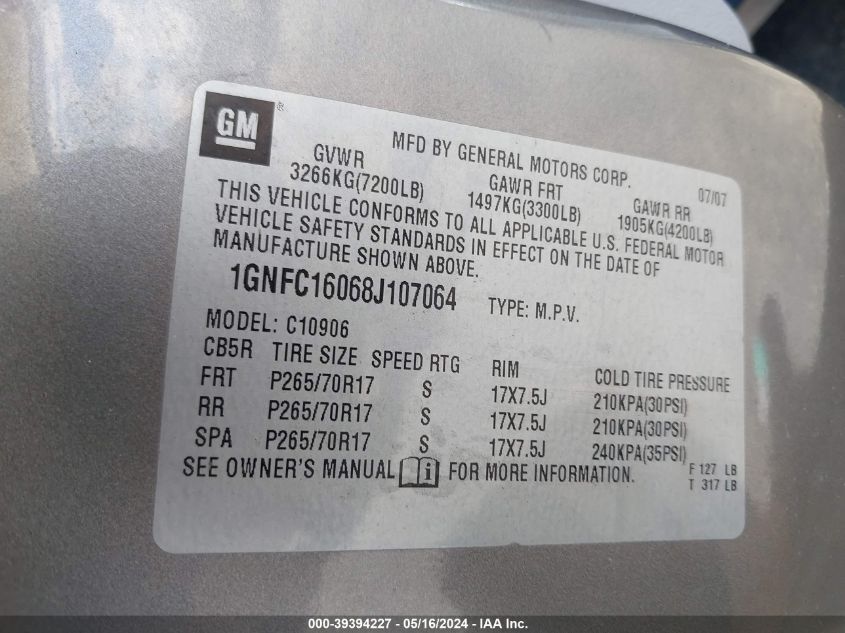 GM ®
MFD BY GENERAL MOTORS CORP. 07/07
GVWR GAWR FRT GAWR RR
3266KG(7200LB) 1497KG(3300LB) 1905KG(4200LB)
THIS VEHICLE CONFORMS TO ALL APPLICABLE U.S. FEDERAL MOTOR
VEHICLE SAFETY STANDARDS IN EFFECT ON THE DATE OF
MANUFACTURE SHOWN ABOVE.
1GNFC16068J107064 TYPE: M.P.V.
MODEL: C10906
CB5R TIRE SIZE SPEED RTG RIM COLD TIRE PRESSURE
FRT P265/70R17 S 17X7.5J 210KPA(30PSI)
RR P265/70R17 S 17X7.5J 210KPA(30PSI)
SPA P265/70R17 S 17X7.5J 240KPA(35PSI)
SEE OWNER'S MANUAL i FOR MORE INFORMATION.
F 127 LB
T 317 LB
000-39394227 - 05/16/2024 - IAA Inc.